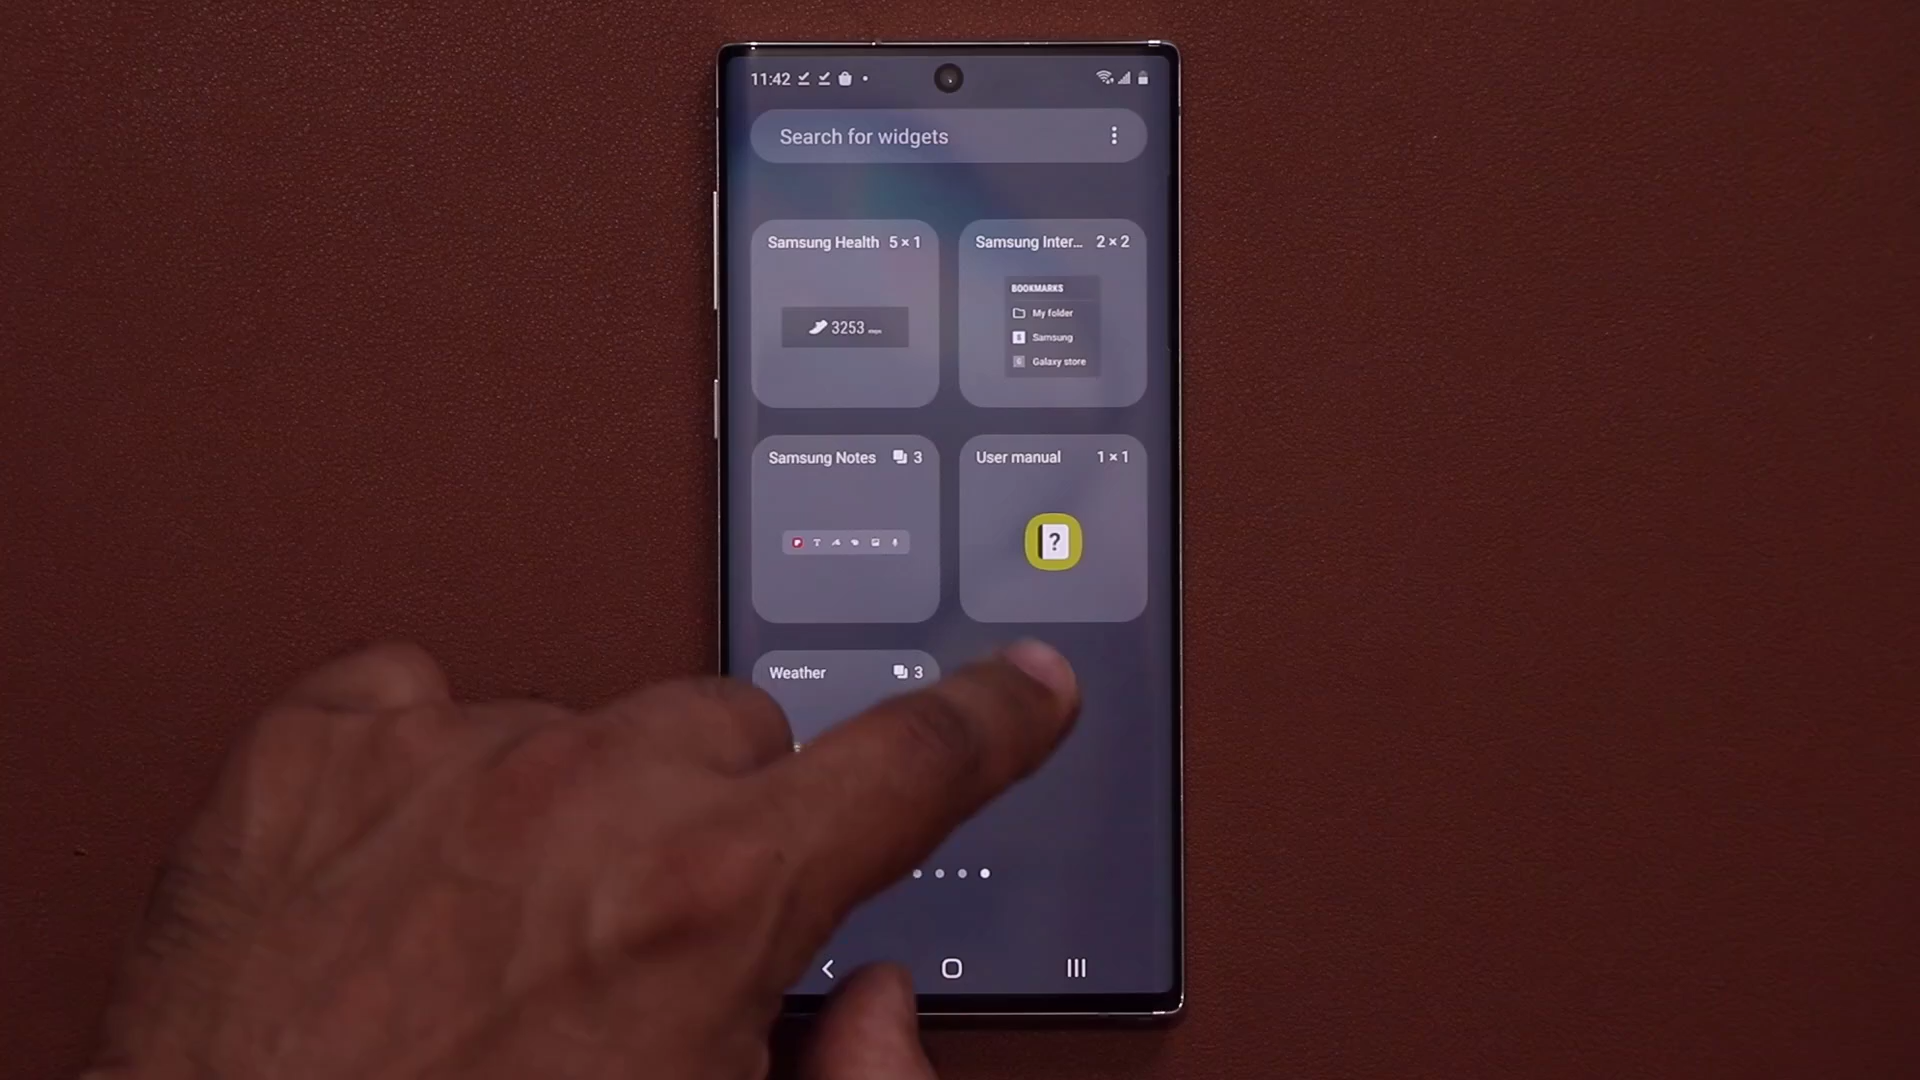 11:42
Search for widgets
Samsung Health 5 × 1
Samsung Inter... 2 × 2
3253
BOOKMARKS
My folder
Samsung
Galaxy store
Samsung Notes 3
User manual 1 × 1
?
Weather 3